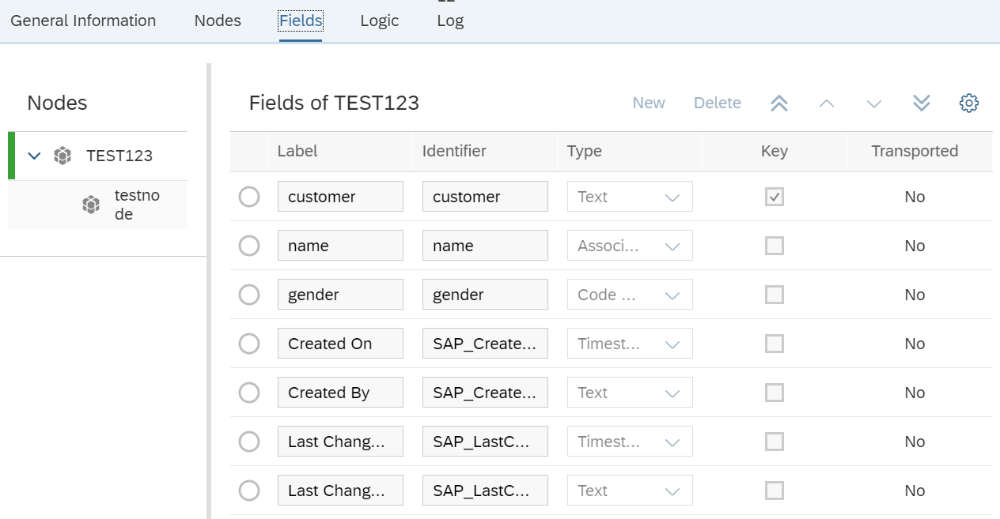 General Information Nodes Fields Logic Log
Nodes
TEST123
testno
de
Fields of TEST123 New Delete
Label Identifier Type Key Transported
customer customer Text No
name name Associ... No
gender gender Code ... No
Created On SAP_Create... Timest... No
Created By SAP_Create... Text No
Last Chang... SAP_LastC... Timest... No
Last Chang... SAP_LastC... Text No